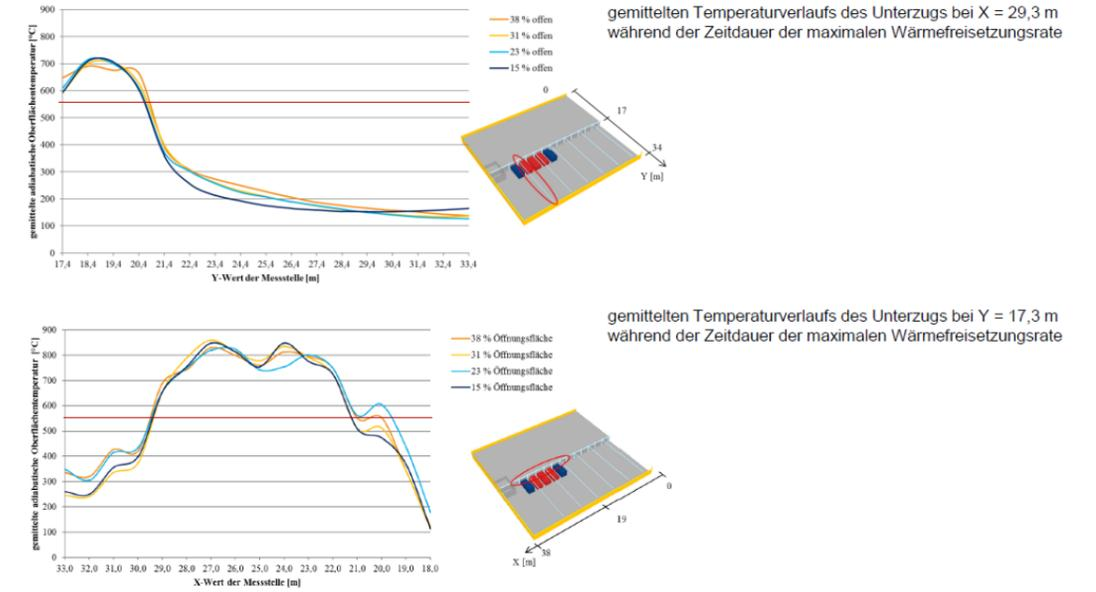 gemittelten Temperaturverlaufs des Unterzugs bei X = 29,3 m
während der Zeitdauer der maximalen Wärmefreisetzungsrate
gemittelte adiabatische Oberflächentemperatur [°C]
900
800
700
600
500
400
300
200
100
0
17,4 18,4 19,4 20,4 21,4 22,4 23,4 24,4 25,4 26,4 27,4 28,4 29,4 30,4 31,4 32,4 33,4
Y-Wert der Messstelle [m]
38 % offen
31 % offen
23 % offen
15 % offen
0
17
34
Y [m]
gemittelten Temperaturverlaufs des Unterzugs bei Y = 17,3 m
während der Zeitdauer der maximalen Wärmefreisetzungsrate
gemittelte adiabatische Oberflächentemperatur [°C]
900
800
700
600
500
400
300
200
100
0
33,0 32,0 31,0 30,0 29,0 28,0 27,0 26,0 25,0 24,0 23,0 22,0 21,0 20,0 19,0 18,0
X-Wert der Messstelle [m]
38 % Öffnungsfläche
31 % Öffnungsfläche
23 % Öffnungsfläche
15 % Öffnungsfläche
0
19
38
X [m]